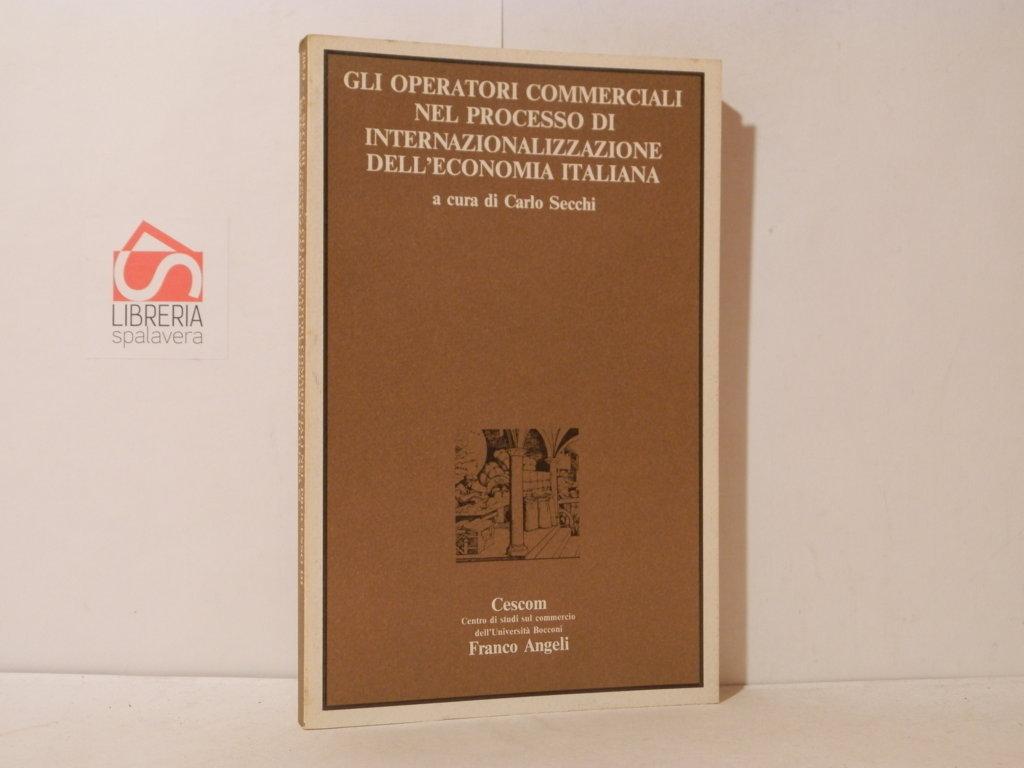 GLI OPERATORI COMMERCIALI
NEL PROCESSO DI
INTERNAZIONALIZZAZIONE
DELL'ECONOMIA ITALIANA
a cura di Carlo Secchi
LIBRERIA
spalavera
Cescom
Centro di studi sul commercio
dell'Università Bocconi
Franco Angeli